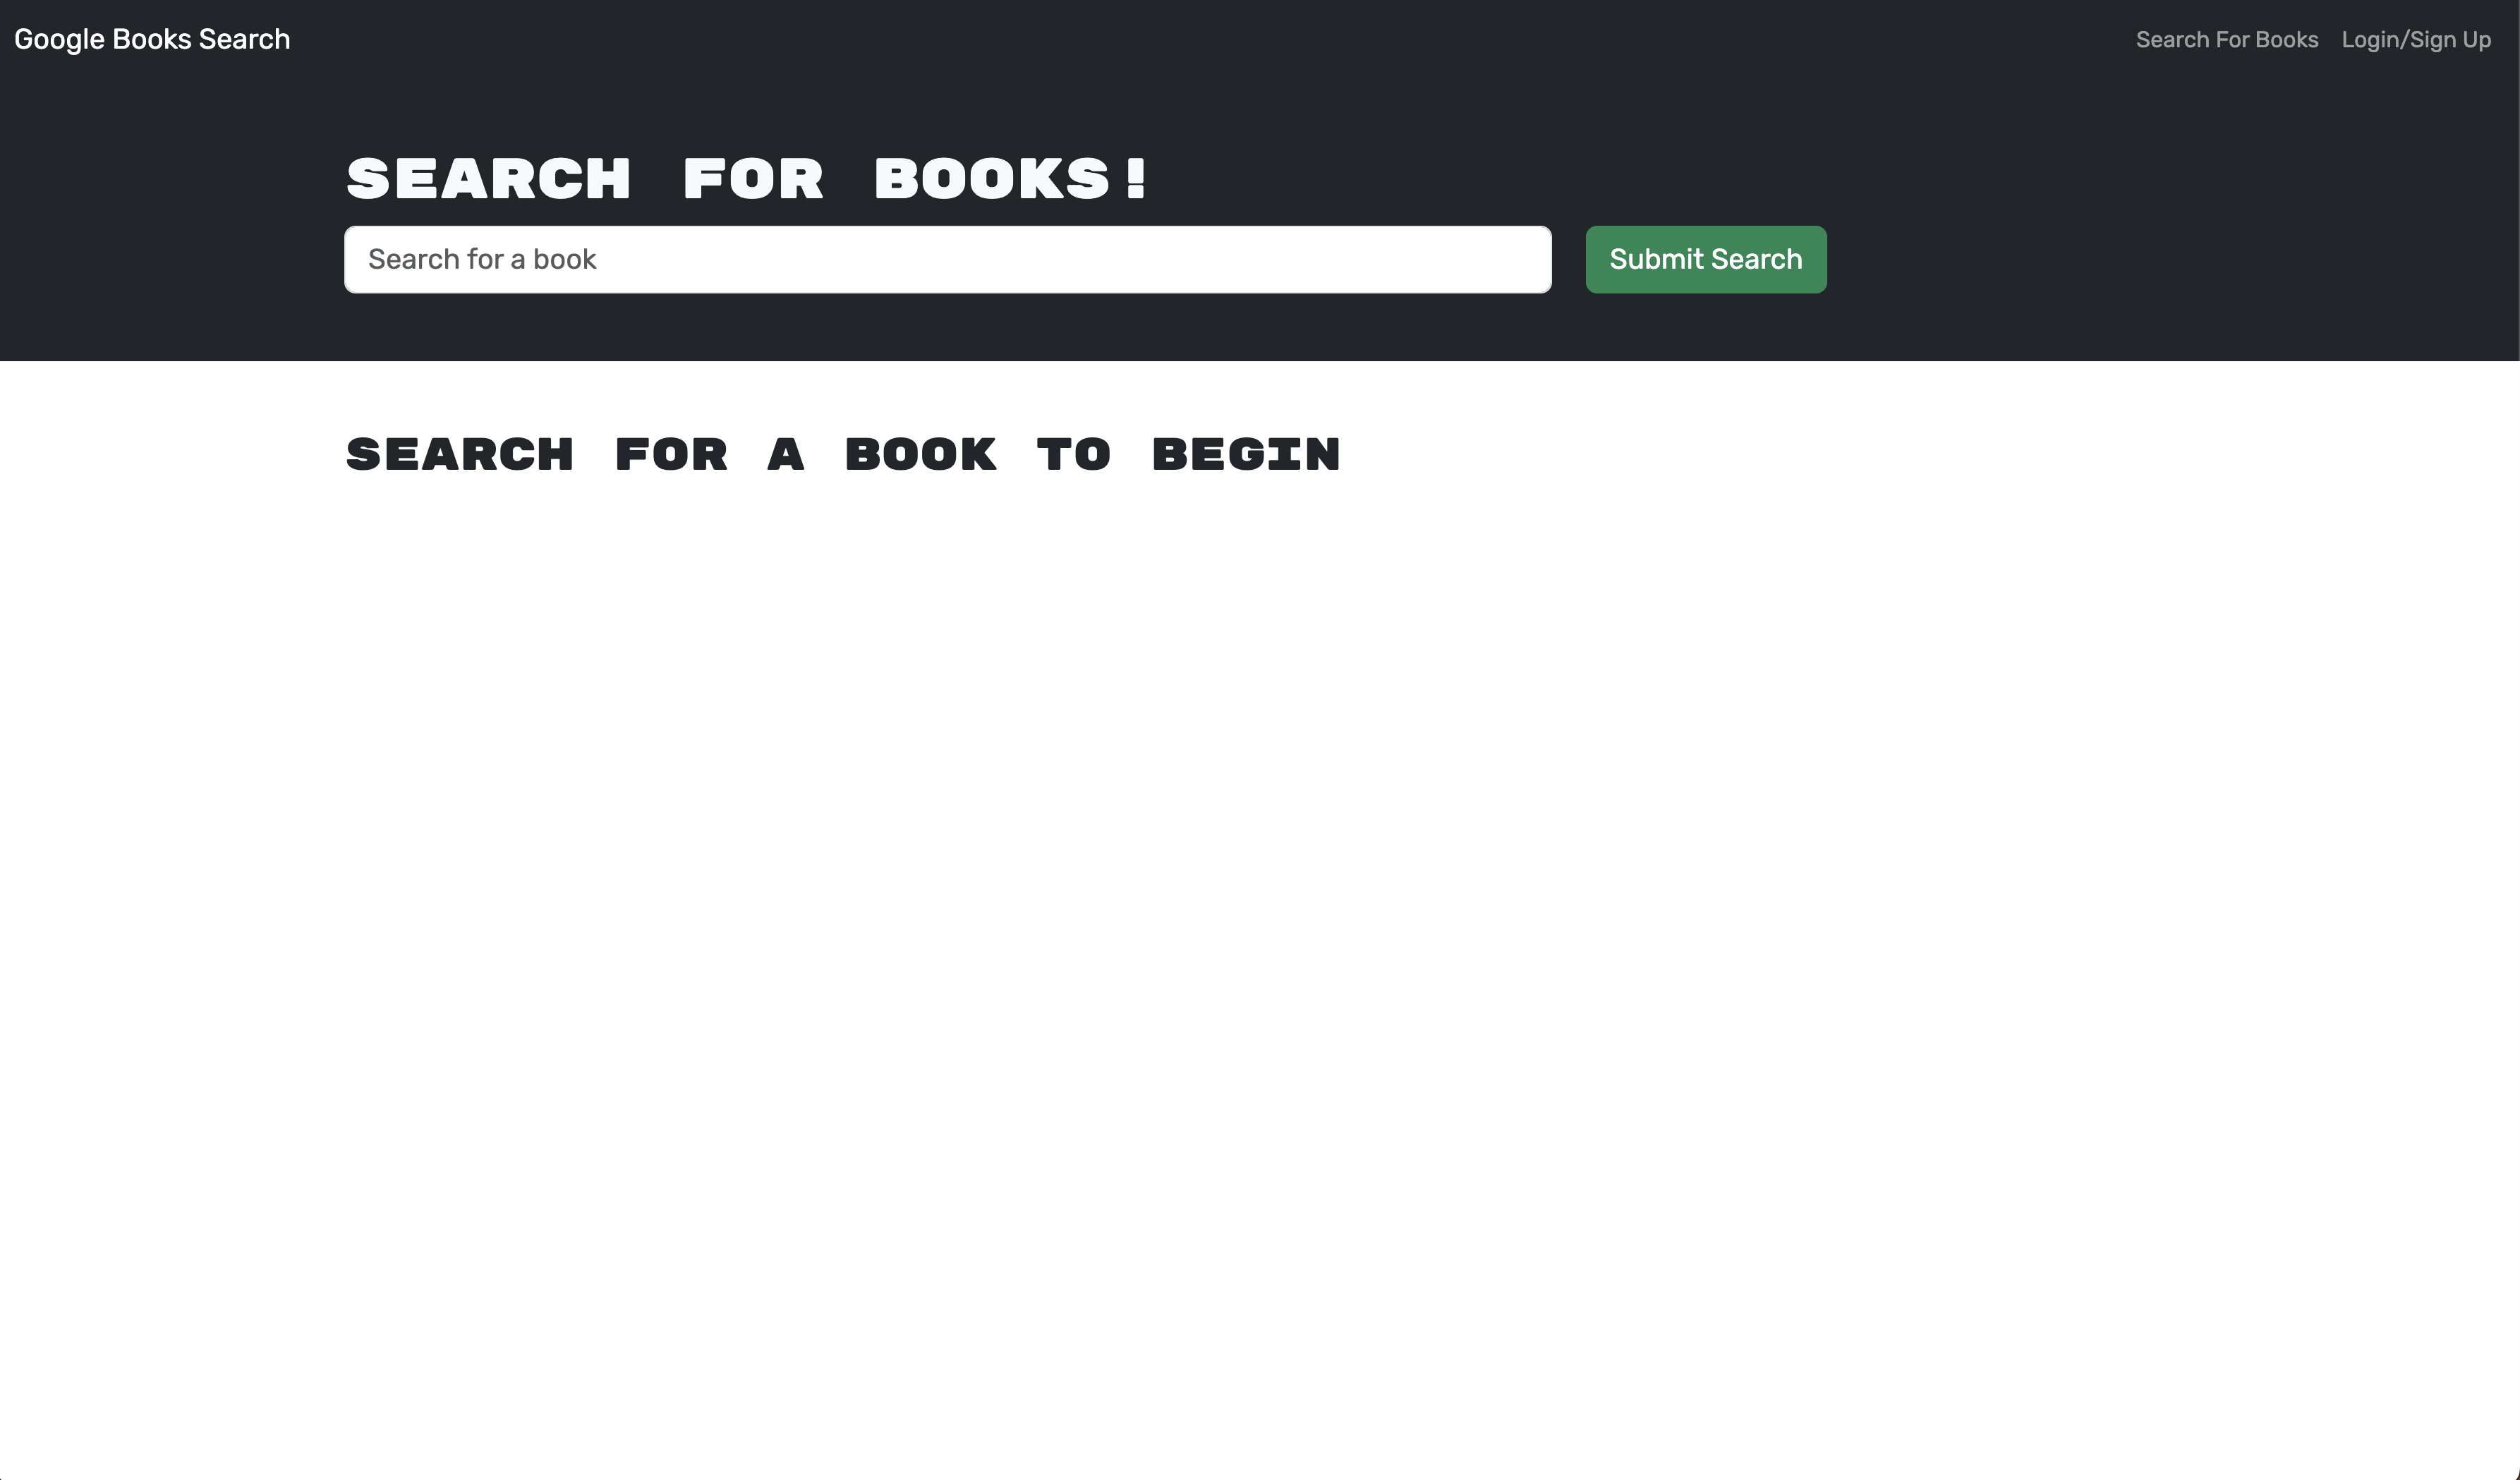 Google Books Search
Search For Books
Login/Sign Up
SEARCH FOR BOOKS!
Search for a book
Submit Search
SEARCH FOR A BOOK TO BEGIN